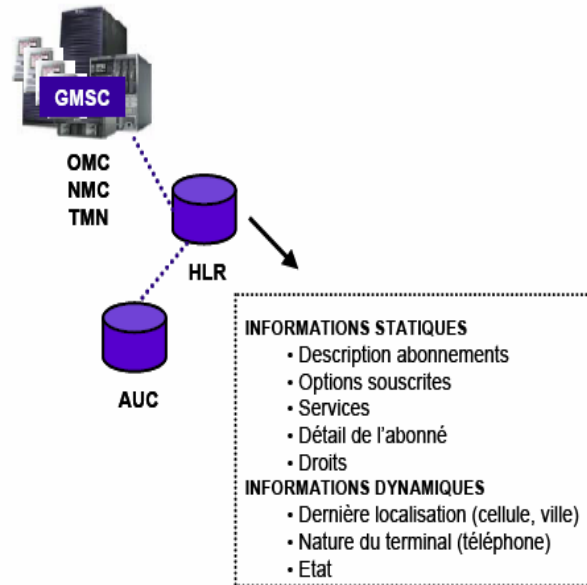 GMSC
OMC
NMC
TMN
HLR
AUC
INFORMATIONS STATIQUES
• Description abonnements
• Options souscrites
• Services
• Détail de l'abonné
• Droits
INFORMATIONS DYNAMIQUES
• Dernière localisation (cellule, ville)
• Nature du terminal (téléphone)
• Etat